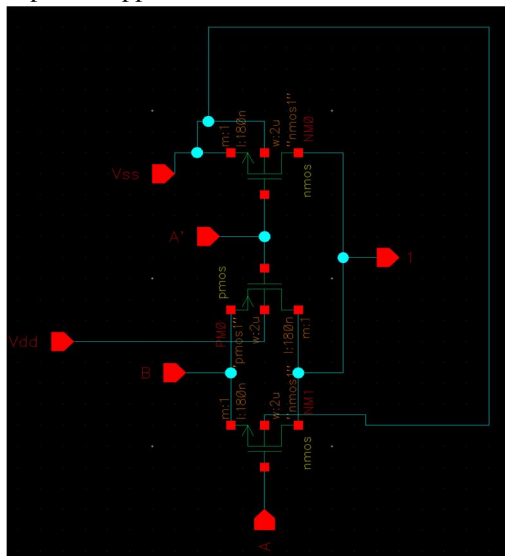 m:1
l:180n
w:2u
"nmos1"
NM0
nmos
Vss
A'
1
pmos
PM0
"pmos1"
w:2u
l:180n
m:1
Vdd
B
m:1
l:180n
w:2u
"nmos1"
NM1
nmos
A